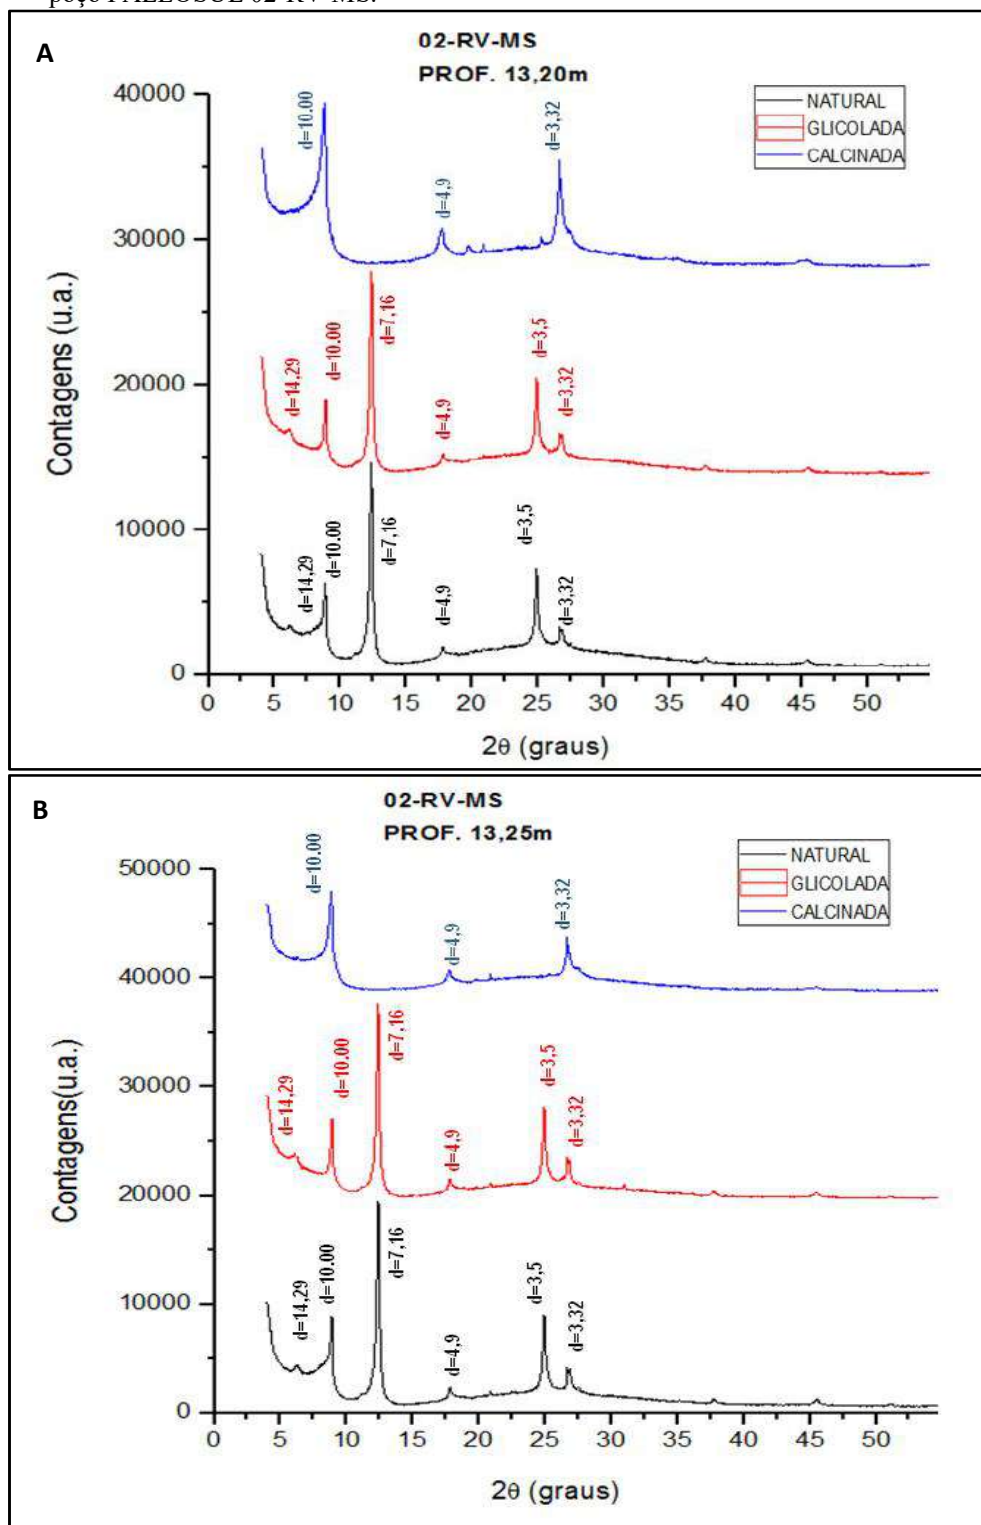 poço PALEOSUL 02-RV-MS.
A
02-RV-MS
PROF. 13,20m
NATURAL
GLICOLADA
CALCINADA
Contagens (u.a.)
40000
30000
20000
10000
0
d=10.00
d=4,9
d=3,32
d=14,29
d=10.00
d=7,16
d=4,9
d=3,5
d=3,32
d=14,29
d=10.00
d=7,16
d=4,9
d=3,5
d=3,32
0 5 10 15 20 25 30 35 40 45 50
2θ (graus)
B
02-RV-MS
PROF. 13,25m
NATURAL
GLICOLADA
CALCINADA
Contagens(u.a.)
50000
40000
30000
20000
10000
0
d=10.00
d=4,9
d=3,32
d=14,29
d=10.00
d=7,16
d=4,9
d=3,5
d=3,32
d=14,29
d=10.00
d=7,16
d=4,9
d=3,5
d=3,32
0 5 10 15 20 25 30 35 40 45 50
2θ (graus)